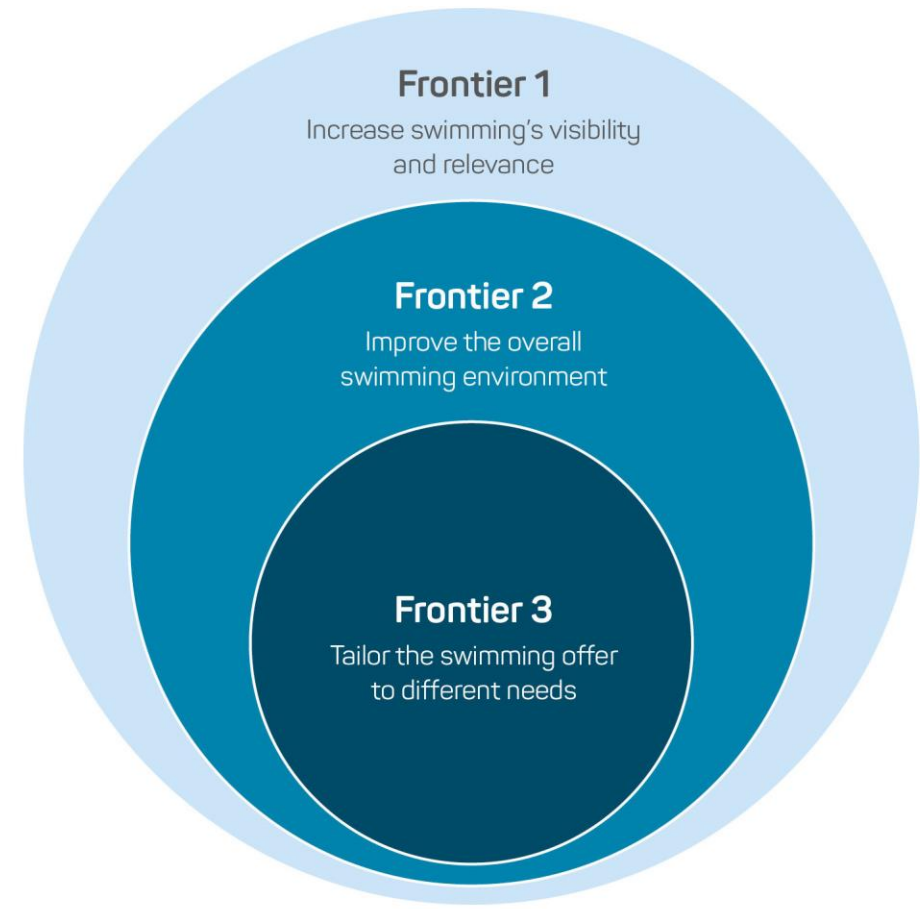 Frontier 1
Increase swimming's visibility
and relevance
Frontier 2
Improve the overall
swimming environment
Frontier 3
Tailor the swimming offer
to different needs